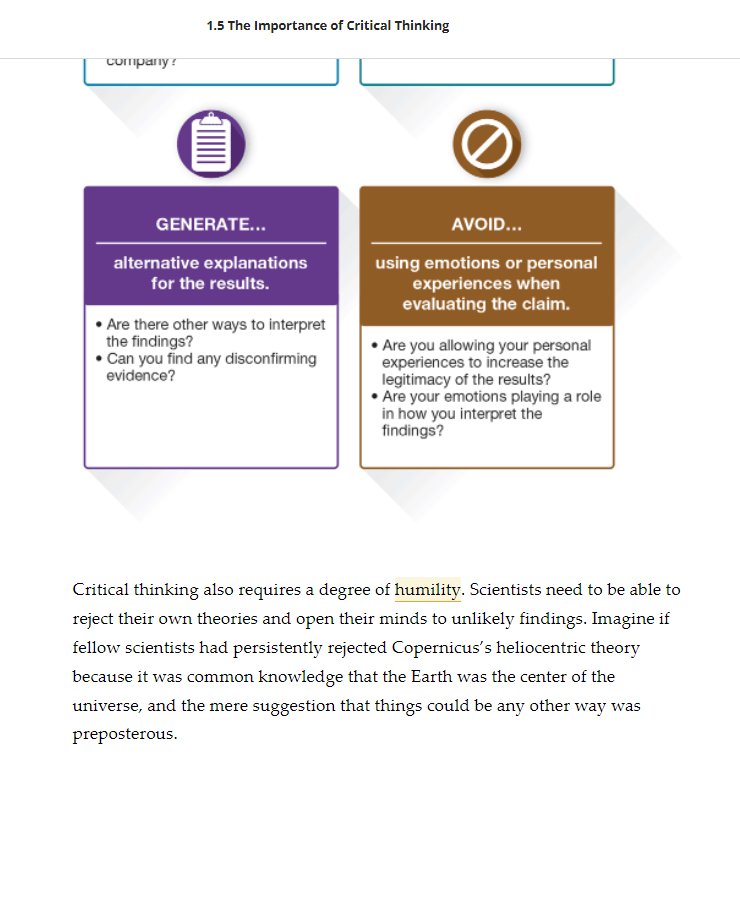 1.5 The Importance of Critical Thinking
company?
GENERATE...
alternative explanations
for the results.
• Are there other ways to interpret
the findings?
• Can you find any disconfirming
evidence?
AVOID...
using emotions or personal
experiences when
evaluating the claim.
• Are you allowing your personal
experiences to increase the
legitimacy of the results?
• Are your emotions playing a role
in how you interpret the
findings?
Critical thinking also requires a degree of humility. Scientists need to be able to
reject their own theories and open their minds to unlikely findings. Imagine if
fellow scientists had persistently rejected Copernicus's heliocentric theory
because it was common knowledge that the Earth was the center of the
universe, and the mere suggestion that things could be any other way was
preposterous.